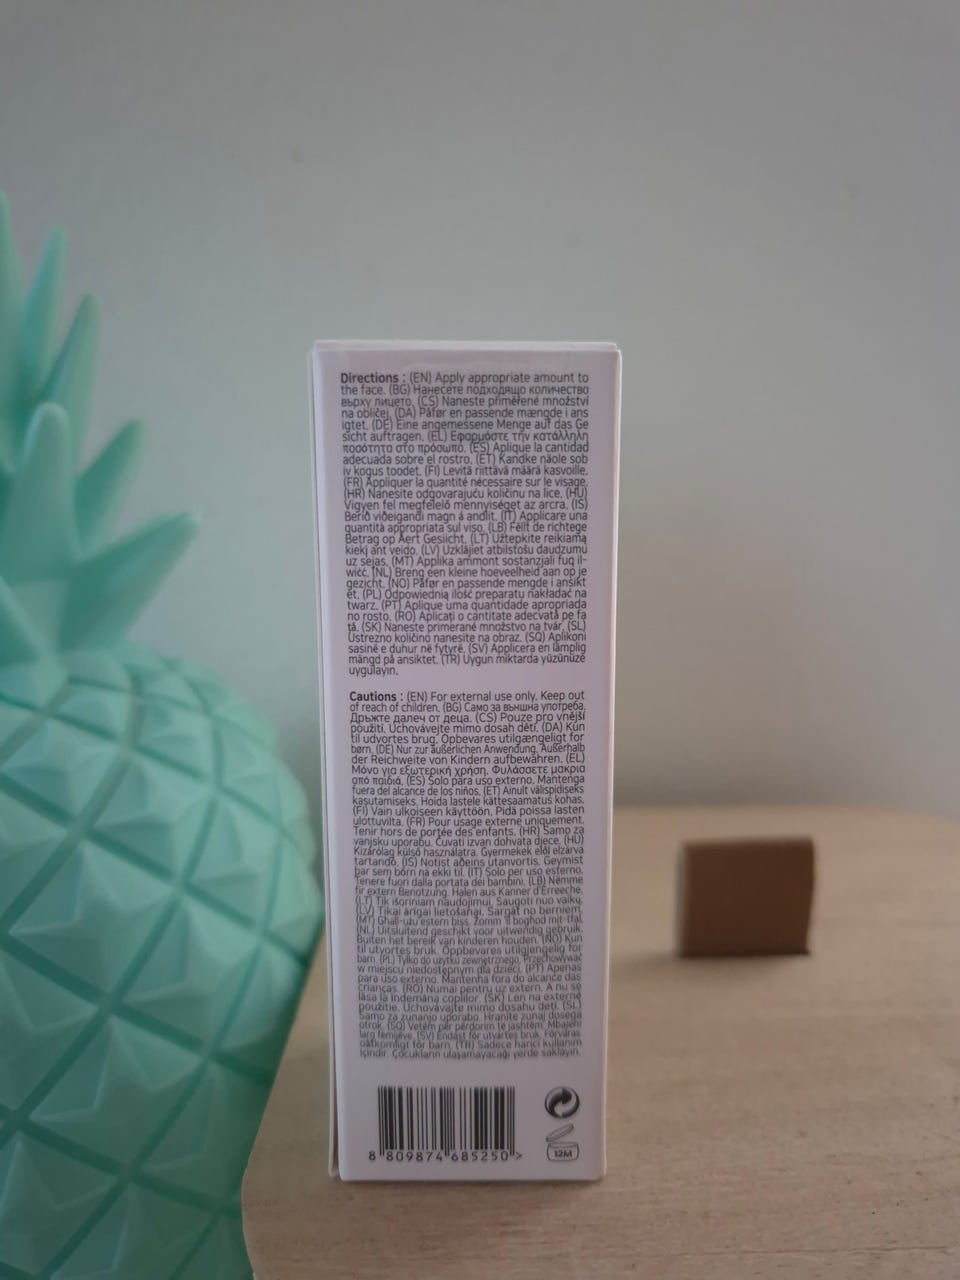 Directions : (EN) Apply appropriate amount to
the face. (BG) Нанесете подходящо количество
върху лицето. (CS) Naneste přiměřené množství
na obličej. (DA) Påfør en passende mængde i ans
igtet. (DE) Eine angemessene Menge auf das Ge
sicht auftragen. (EL) Εφαρμόστε την κατάλληλη
ποσότητα στο πρόσωπο. (ES) Aplique la cantidad
adecuada sobre el rostro. (ET) Kandke näole sob
iv kogus toodet. (FI) Levitä riittävä määrä kasvoille.
(FR) Appliquer la quantité nécessaire sur le visage.
(HR) Nanesite odgovarajuću količinu na lice. (HU)
Vigyen fel megfelelő mennyiséget az arcra. (IS)
Berið viðeigandi magn á andlit. (IT) Applicare una
quantità appropriata sul viso. (LB) Fëllt de richtege
Betrag op Äert Gesiicht. (LT) Užtepkite reikiamą
kiekį ant veido. (LV) Uzklājiet atbilstošu daudzumu
uz sejas. (MT) Applika ammont sostanzjali fuq il-
wiċċ. (NL) Breng een kleine hoeveelheid aan op je
gezicht. (NO) Påfør en passende mengde i ansikt
et. (PL) Odpowiednią ilość preparatu nakładać na
twarz. (PT) Aplique uma quantidade apropriada
no rosto. (RO) Aplicați o cantitate adecvată pe fa
ță. (SK) Naneste primerané množstvo na tvár. (SL)
Ustrezno količino nanesite na obraz. (SQ) Aplikoni
sasinë e duhur në fytyrë. (SV) Applicera en lämplig
mängd på ansiktet. (TR) Uygun miktarda yüzünüze
uygulayın.
Cautions : (EN) For external use only. Keep out
of reach of children. (BG) Само за външна употреба.
Дръжте далеч от деца. (CS) Pouze pro vnější
použití. Uchovávejte mimo dosah dětí. (DA) Kun
til udvortes brug. Opbevares utilgængeligt for
børn. (DE) Nur zur äußerlichen Anwendung. Außerhalb
der Reichweite von Kindern aufbewahren. (EL)
Μόνο για εξωτερική χρήση. Φυλάσσετε μακριά
από παιδιά. (ES) Solo para uso externo. Mantenga
fuera del alcance de los niños. (ET) Ainult välispidiseks
kasutamiseks. Hoida lastele kättesaamatus kohas.
(FI) Vain ulkoiseen käyttöön. Pidä poissa lasten
ulottuvilta. (FR) Pour usage externe uniquement.
Tenir hors de portée des enfants. (HR) Samo za
vanjsku uporabu. Čuvati izvan dohvata djece. (HU)
Kizárólag külső használatra. Gyermekek elől elzárva
tartandó. (IS) Notist aðeins útanvortis. Geymist
þar sem börn ná ekki til. (IT) Solo per uso esterno.
Tenere fuori dalla portata dei bambini. (LB) Nëmme
fir extern Benotzung. Halen aus Kanner d'Erreeche.
(LT) Tik išoriniam naudojimui. Saugoti nuo vaikų.
(LV) Tikai ārīgai lietošanai. Sargāt no bērniem.
(MT) Għall-użu estern biss. Żomm 'il bogħod mit-tfal.
(NL) Uitsluitend geschikt voor uitwendig gebruik.
Buiten het bereik van kinderen houden. (NO) Kun
til utvortes bruk. Oppbevares utilgjengelig for
barn. (PL) Tylko do użytku zewnętrznego. Przechowywać
w miejscu niedostępnym dla dzieci. (PT) Apenas
para uso externo. Mantenha fora do alcance das
crianças. (RO) Numai pentru uz extern. A nu se
lăsa la îndemâna copiilor. (SK) Len na externé
použitie. Uchovávajte mimo dosahu detí. (SL)
Samo za zunanjo uporabo. Hranite zunaj dosega
otrok. (SQ) Vetëm për përdorim të jashtëm. Mbajeni
larg fëmijëve. (SV) Endast för utvärtes bruk. Förvaras
oåtkomligt för barn. (TR) Sadece harici kullanım
içindir. Çocukların ulaşamayacağı yerde saklayın.
8 809874 685250 >
12M